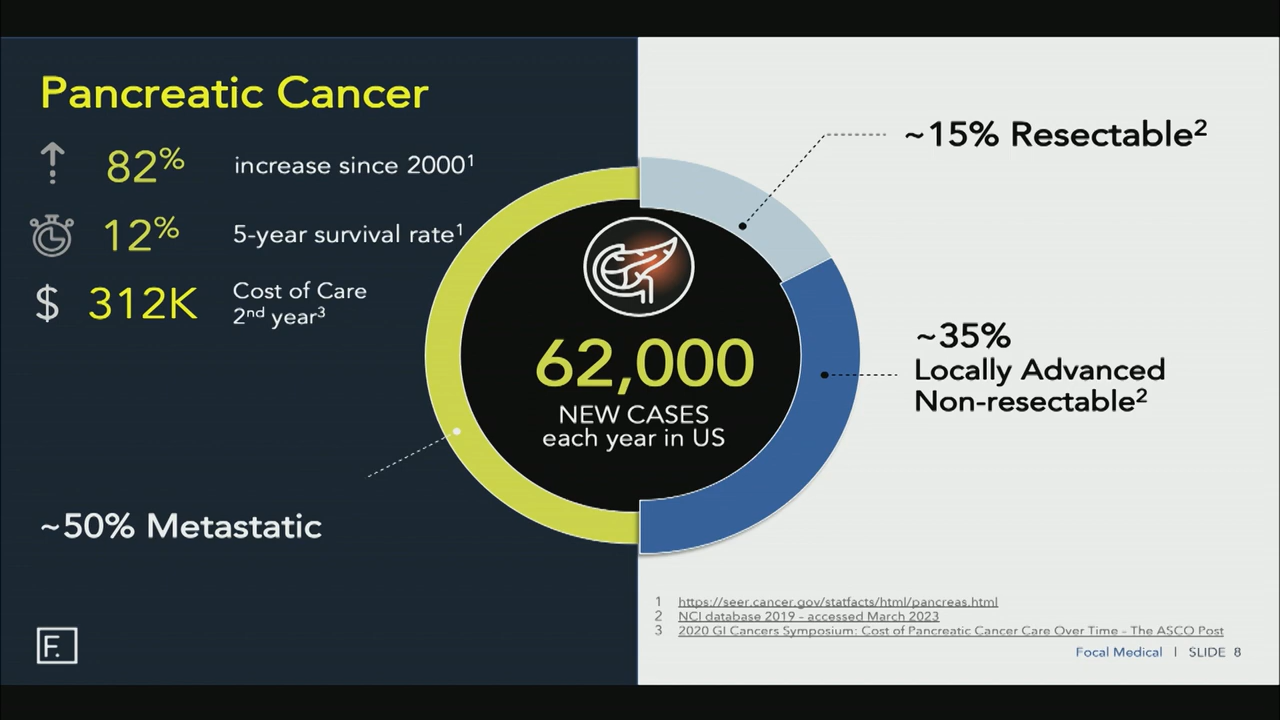 Pancreatic Cancer
82% increase since 2000¹
12% 5-year survival rate¹
$ 312K Cost of Care
2ⁿᵈ year³
~50% Metastatic
62,000
NEW CASES
each year in US
~15% Resectable²
~35%
Locally Advanced
Non-resectable²
1 https://seer.cancer.gov/statfacts/html/pancreas.html
2 NCI database 2019 - accessed March 2023
3 2020 GI Cancers Symposium: Cost of Pancreatic Cancer Care Over Time - The ASCO Post
F.
Focal Medical | SLIDE 8